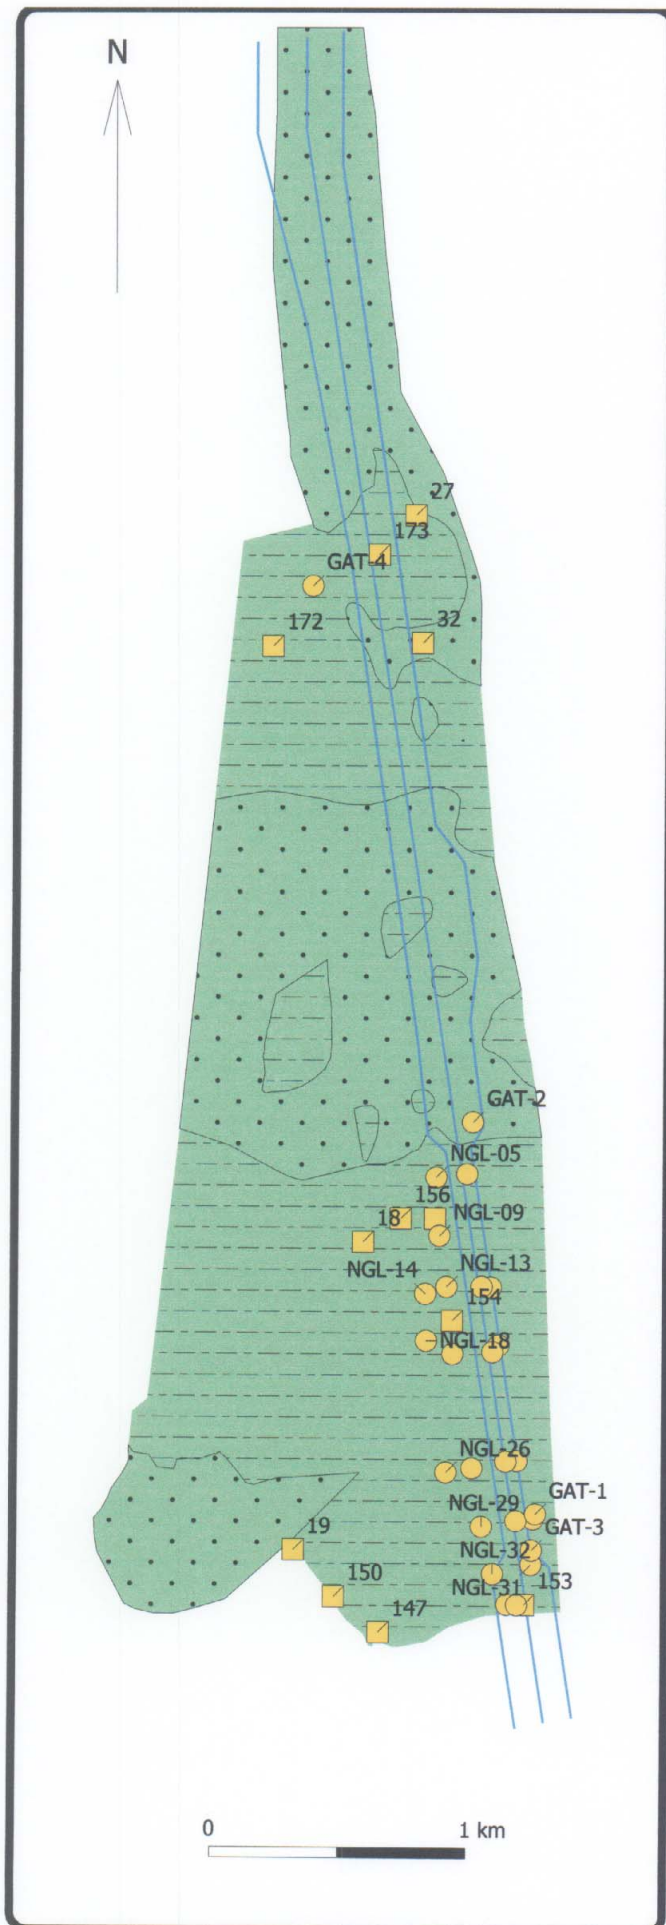 N
27
173
GAT-4
172
32
GAT-2
NGL-05
156
18
NGL-09
NGL-14
NGL-13
154
NGL-18
NGL-26
NGL-29
GAT-1
GAT-3
19
NGL-32
150
NGL-31
153
147
0
1 km